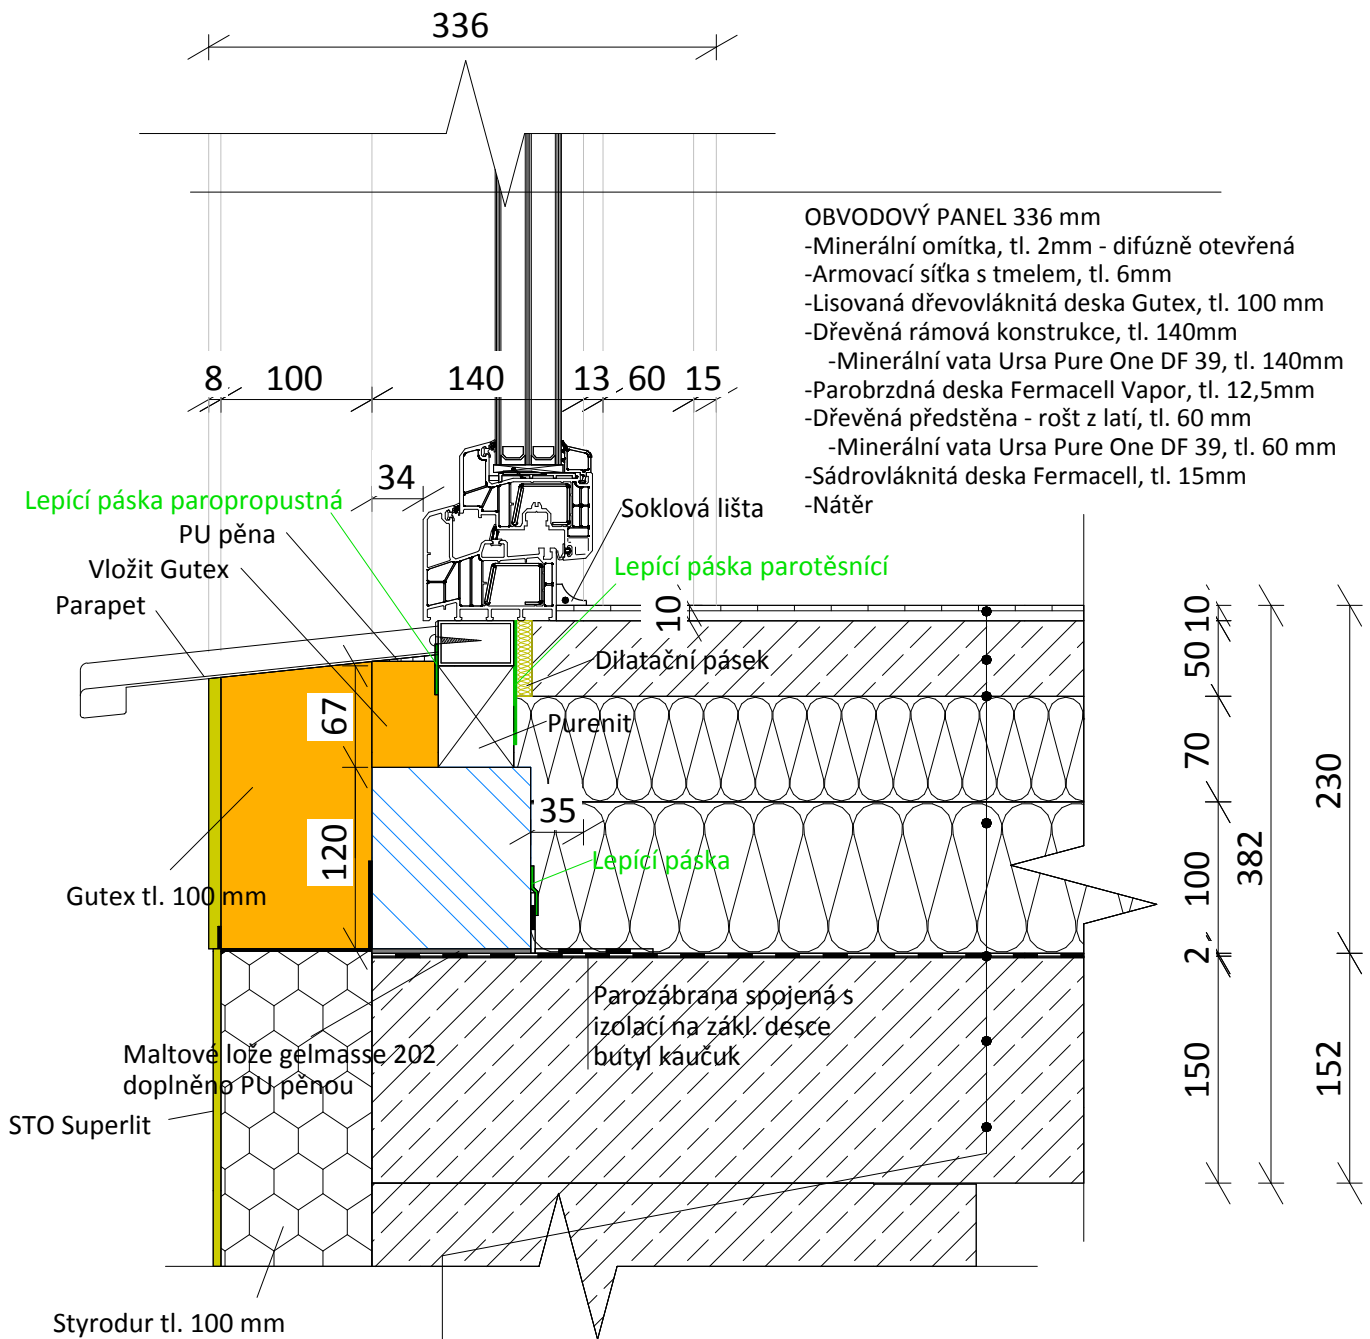 336
OBVODOVÝ PANEL 336 mm
-Minerální omítka, tl. 2mm - difúzně otevřená
-Armovací síťka s tmelem, tl. 6mm
-Lisovaná dřevovláknitá deska Gutex, tl. 100 mm
-Dřevěná rámová konstrukce, tl. 140mm
-Minerální vata Ursa Pure One DF 39, tl. 140mm
-Parobrzdná deska Fermacell Vapor, tl. 12,5mm
-Dřevěná předstěna - rošt z latí, tl. 60 mm
-Minerální vata Ursa Pure One DF 39, tl. 60 mm
-Sádrovláknitá deska Fermacell, tl. 15mm
-Nátěr
8 100 140 13 60 15
34
Lepící páska paropropustná
PU pěna
Vložit Gutex
Parapet
Soklová lišta
Lepící páska parotěsnící
10
Dilatační pásek
Purenit
67
120
35
Lepící páska
Gutex tl. 100 mm
Parozábrana spojená s
izolací na zákl. desce
butyl kaučuk
Maltové lože gelmasse 202
doplněno PU pěnou
STO Superlit
Styrodur tl. 100 mm
10
50
70
100
2
150
382
230
152